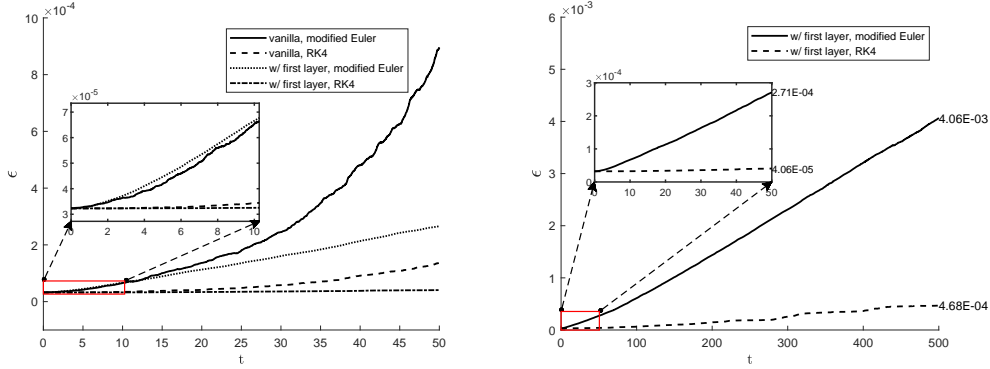 ×10⁻⁴
10
8
6
4
2
0
ϵ
0 5 10 15 20 25 30 35 40 45 50
t
vanilla, modified Euler
vanilla, RK4
w/ first layer, modified Euler
w/ first layer, RK4
×10⁻⁵
7
6
5
4
3
0 2 4 6 8 10
×10⁻³
6
5
4
3
2
1
0
ϵ
0 100 200 300 400 500
t
w/ first layer, modified Euler
w/ first layer, RK4
4.06E-03
4.68E-04
×10⁻⁴
3
2
1
0
0 10 20 30 40 50
2.71E-04
4.06E-05